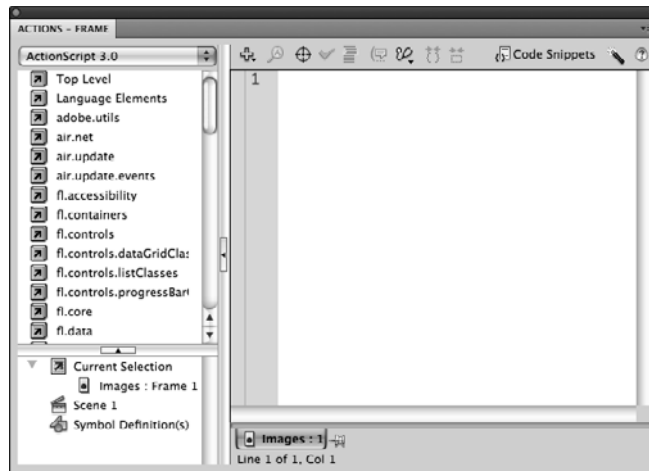 ACTIONS – FRAME
ActionScript 3.0
Code Snippets
Top Level
Language Elements
adobe.utils
air.net
air.update
air.update.events
fl.accessibility
fl.containers
fl.controls
fl.controls.dataGridClas
fl.controls.listClasses
fl.controls.progressBar
fl.core
fl.data
1
Current Selection
Images : Frame 1
Scene 1
Symbol Definition(s)
Images : 1
Line 1 of 1, Col 1